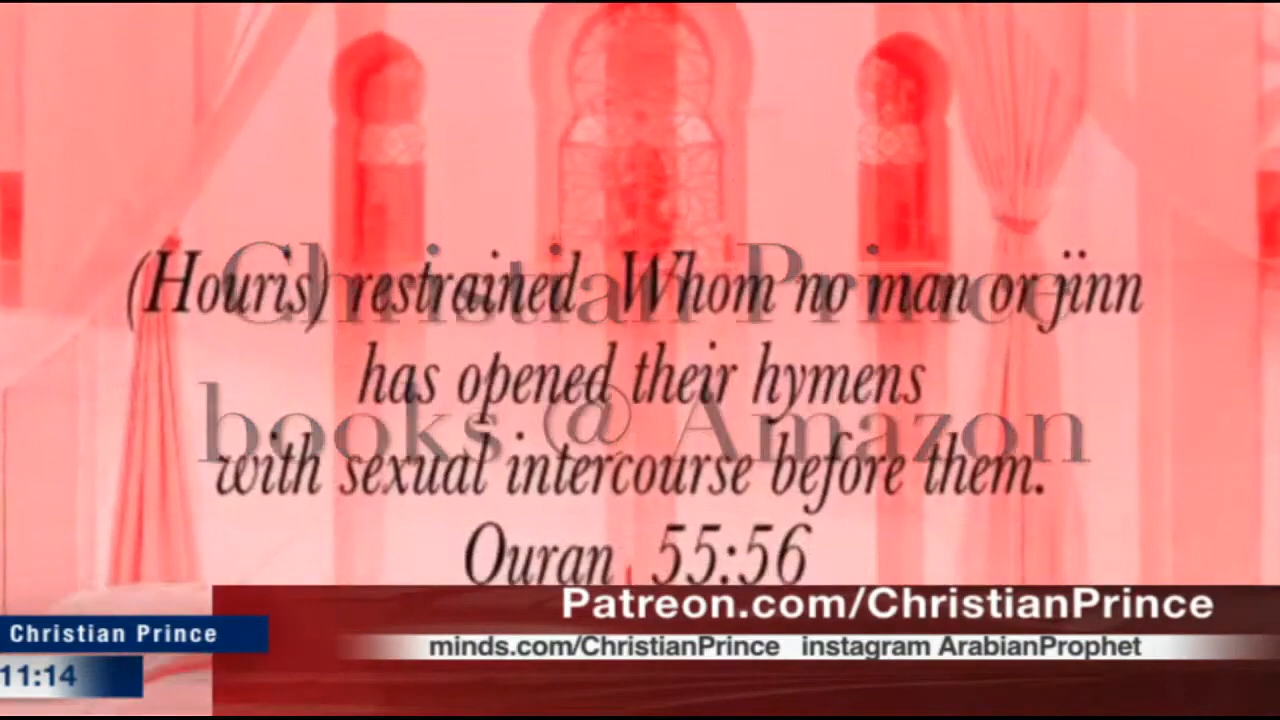 (Houris) restrained Whom no man or jinn
has opened their hymens
with sexual intercourse before them.
Quran 55:56
Christian Prince
books @ Amazon
Patreon.com/ChristianPrince
minds.com/ChristianPrince instagram ArabianProphet
Christian Prince
11:14